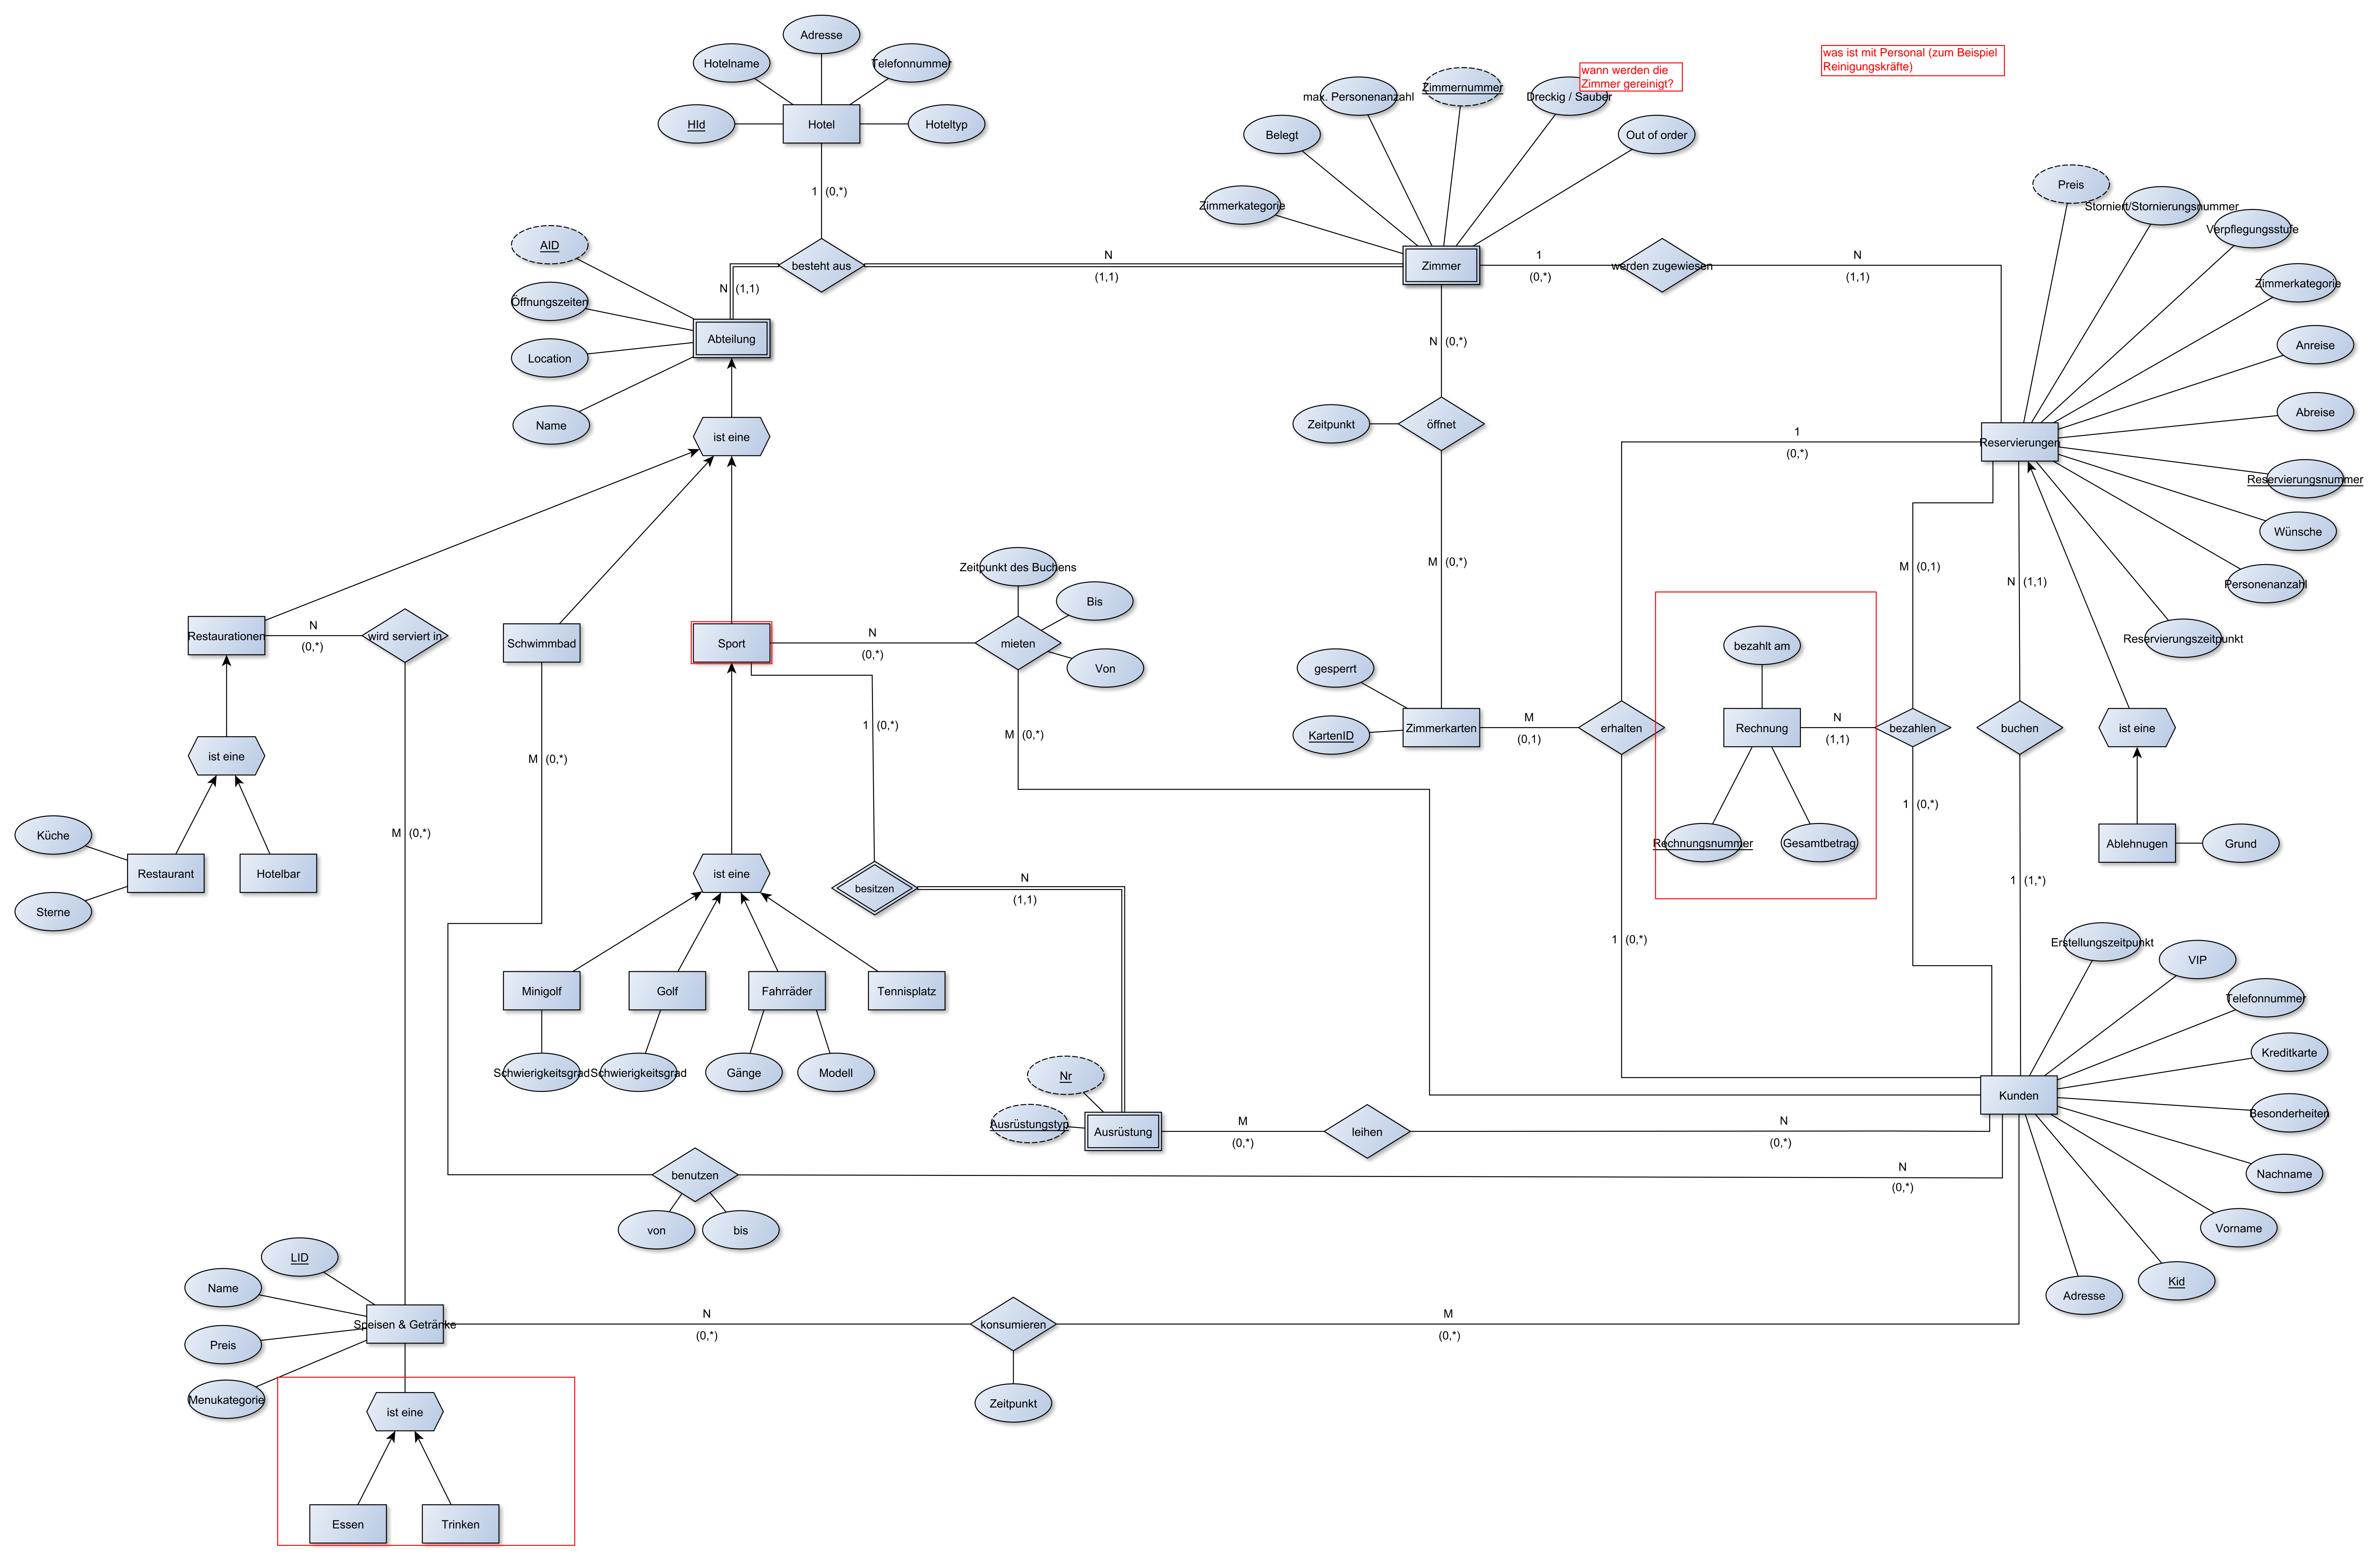 Adresse
Hotelname
Telefonnummer
HId
Hotel
Hoteltyp
1 (0,*)
was ist mit Personal (zum Beispiel
Reinigungskräfte)
wann werden die
Zimmer gereinigt?
max. Personenanzahl
Zimmernummer
Dreckig / Sauber
Belegt
Out of order
Zimmerkategorie
Preis
Storniert/Stornierungsnummer
Verpflegungsstufe
Zimmerkategorie
Anreise
Abreise
Reservierungsnummer
Wünsche
Personenanzahl
Reservierungszeitpunkt
AID
Öffnungszeiten
Location
Name
besteht aus
N
(1,1)
Zimmer
1
(0,*)
werden zugewiesen
N
(1,1)
N (1,1)
Abteilung
N (0,*)
Zeitpunkt
öffnet
1
(0,*)
Reservierungen
ist eine
M (0,*)
M (0,1)
N (1,1)
Restaurationen
N
(0,*)
wird serviert in
Schwimmbad
Sport
N
(0,*)
Zeitpunkt des Buchens
Bis
mieten
Von
gesperrt
KartenID
Zimmerkarten
M
(0,1)
erhalten
bezahlt am
Rechnung
N
(1,1)
bezahlen
buchen
ist eine
Rechnungsnummer
Gesamtbetrag
Ablehnugen
Grund
ist eine
M (0,*)
1 (0,*)
M (0,*)
Küche
Sterne
Restaurant
Hotelbar
M (0,*)
1 (0,*)
1 (1,*)
1 (0,*)
ist eine
besitzen
N
(1,1)
Minigolf
Golf
Fahrräder
Tennisplatz
Schwierigkeitsgrad
Schwierigkeitsgrad
Gänge
Modell
Nr
Ausrüstungstyp
Ausrüstung
M
(0,*)
leihen
N
(0,*)
Erstellungszeitpunkt
VIP
Telefonnummer
Kreditkarte
Kunden
Besonderheiten
Nachname
Vorname
Kid
Adresse
benutzen
N
(0,*)
von
bis
LID
Name
Preis
Menukategorie
Speisen & Getränke
N
(0,*)
konsumieren
M
(0,*)
Zeitpunkt
ist eine
Essen
Trinken